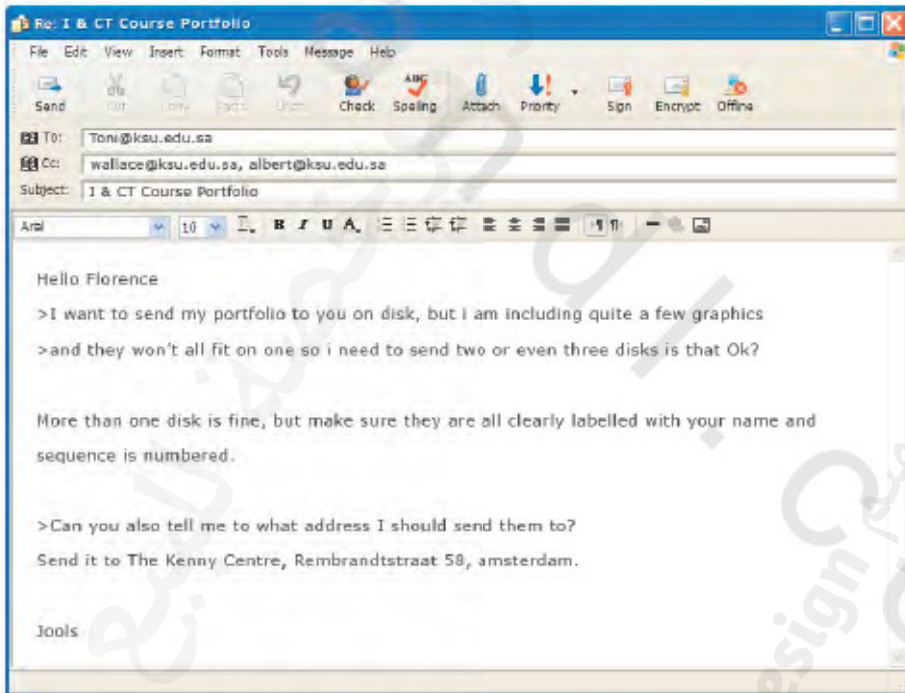 Re: I & CT Course Portfolio
File Edit View Insert Format Tools Message Help
Send Cut Copy Paste Undo Check Spelling Attach Priority Sign Encrypt Offline
To: Toni@ksu.edu.sa
Cc: wallace@ksu.edu.sa, albert@ksu.edu.sa
Subject: I & CT Course Portfolio
Arial 10 B I U A
Hello Florence
>I want to send my portfolio to you on disk, but i am including quite a few graphics
>and they won't all fit on one so i need to send two or even three disks is that Ok?
More than one disk is fine, but make sure they are all clearly labelled with your name and
sequence is numbered.
>Can you also tell me to what address I should send them to?
Send it to The Kenny Centre, Rembrandtstraat 58, amsterdam.
Jools